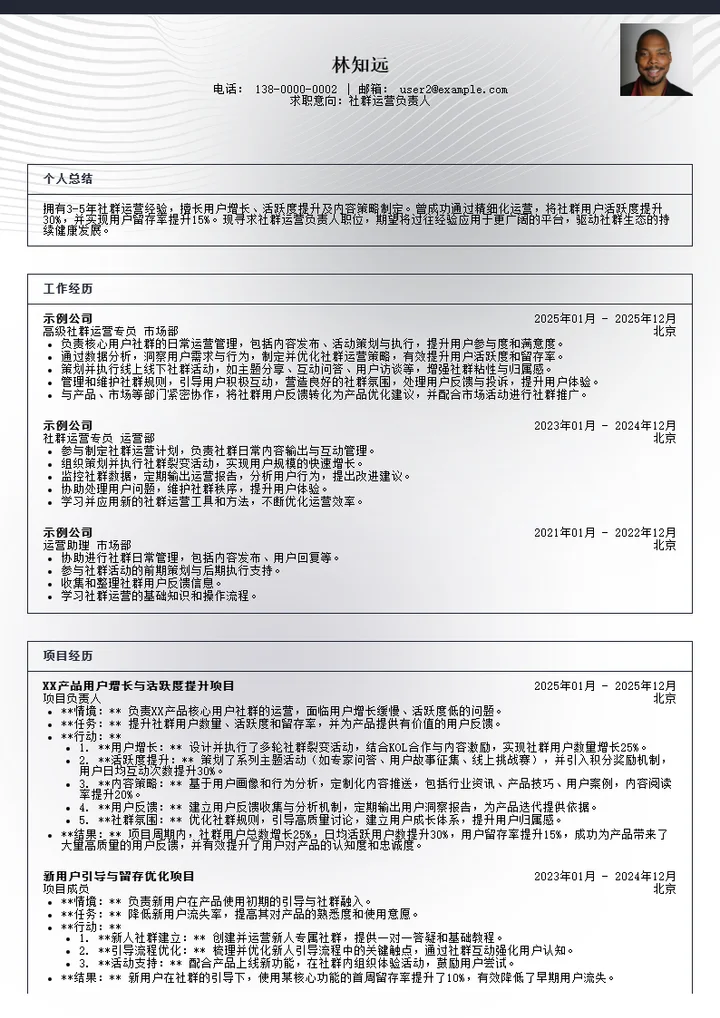 林知远
电话： 138-0000-0002 | 邮箱： user2@example.com
求职意向：社群运营负责人
个人总结
拥有3-5年社群运营经验，擅长用户增长、活跃度提升及内容策略制定。曾成功通过精细化运营，将社群用户活跃度提升
30%，并实现用户留存率提升15%。现寻求社群运营负责人职位，期望将过往经验应用于更广阔的平台，驱动社群生态的持
续健康发展。
工作经历
示例公司 2025年01月 - 2025年12月
高级社群运营专员 市场部 北京
• 负责核心用户社群的日常运营管理，包括内容发布、活动策划与执行，提升用户参与度和满意度。
• 通过数据分析，洞察用户需求与行为，制定并优化社群运营策略，有效提升用户活跃度和留存率。
• 策划并执行线上线下社群活动，如主题分享、互动问答、用户访谈等，增强社群粘性与归属感。
• 管理和维护社群规则，引导用户积极互动，营造良好的社群氛围，处理用户反馈与投诉，提升用户体验。
• 与产品、市场等部门紧密协作，将社群用户反馈转化为产品优化建议，并配合市场活动进行社群推广。
示例公司 2023年01月 - 2024年12月
社群运营专员 运营部 北京
• 参与制定社群运营计划，负责社群日常内容输出与互动管理。
• 组织策划并执行社群裂变活动，实现用户规模的快速增长。
• 监控社群数据，定期输出运营报告，分析用户行为，提出改进建议。
• 协助处理用户问题，维护社群秩序，提升用户体验。
• 学习并应用新的社群运营工具和方法，不断优化运营效率。
示例公司 2021年01月 - 2022年12月
运营助理 市场部 北京
• 协助进行社群日常管理，包括内容发布、用户回复等。
• 参与社群活动的前期策划与后期执行支持。
• 收集和整理社群用户反馈信息。
• 学习社群运营的基础知识和操作流程。
项目经历
XX产品用户增长与活跃度提升项目 2025年01月 - 2025年12月
项目负责人 北京
• **情境：** 负责XX产品核心用户社群的运营，面临用户增长缓慢、活跃度低的问题。
• **任务：** 提升社群用户数量、活跃度和留存率，并为产品提供有价值的用户反馈。
• **行动：**
• 1. **用户增长：** 设计并执行了多轮社群裂变活动，结合KOL合作与内容激励，实现社群用户数量增长25%。
• 2. **活跃度提升：** 策划了系列主题活动（如专家问答、用户故事征集、线上挑战赛），并引入积分奖励机制，
用户日均互动次数提升30%。
• 3. **内容策略：** 基于用户画像和行为分析，定制化内容推送，包括行业资讯、产品技巧、用户案例，内容阅读
率提升20%。
• 4. **用户反馈：** 建立用户反馈收集与分析机制，定期输出用户洞察报告，为产品迭代提供依据。
• 5. **社群氛围：** 优化社群规则，引导高质量讨论，建立用户成长体系，提升用户归属感。
• **结果：** 项目周期内，社群用户总数增长25%，日均活跃用户数提升30%，用户留存率提升15%，成功为产品带来了
大量高质量的用户反馈，并有效提升了用户对产品的认知度和忠诚度。
新用户引导与留存优化项目 2023年01月 - 2024年12月
项目成员 北京
• **情境：** 负责新用户在产品使用初期的引导与社群融入。
• **任务：** 降低新用户流失率，提高其对产品的熟悉度和使用意愿。
• **行动：**
• 1. **新人社群建立：** 创建并运营新人专属社群，提供一对一答疑和基础教程。
• 2. **引导流程优化：** 梳理并优化新人引导流程中的关键触点，通过社群互动强化用户认知。
• 3. **活动支持：** 配合产品上线新功能，在社群内组织体验活动，鼓励用户尝试。
• **结果：** 新用户在社群的引导下，使用某核心功能的首周留存率提升了10%，有效降低了早期用户流失。